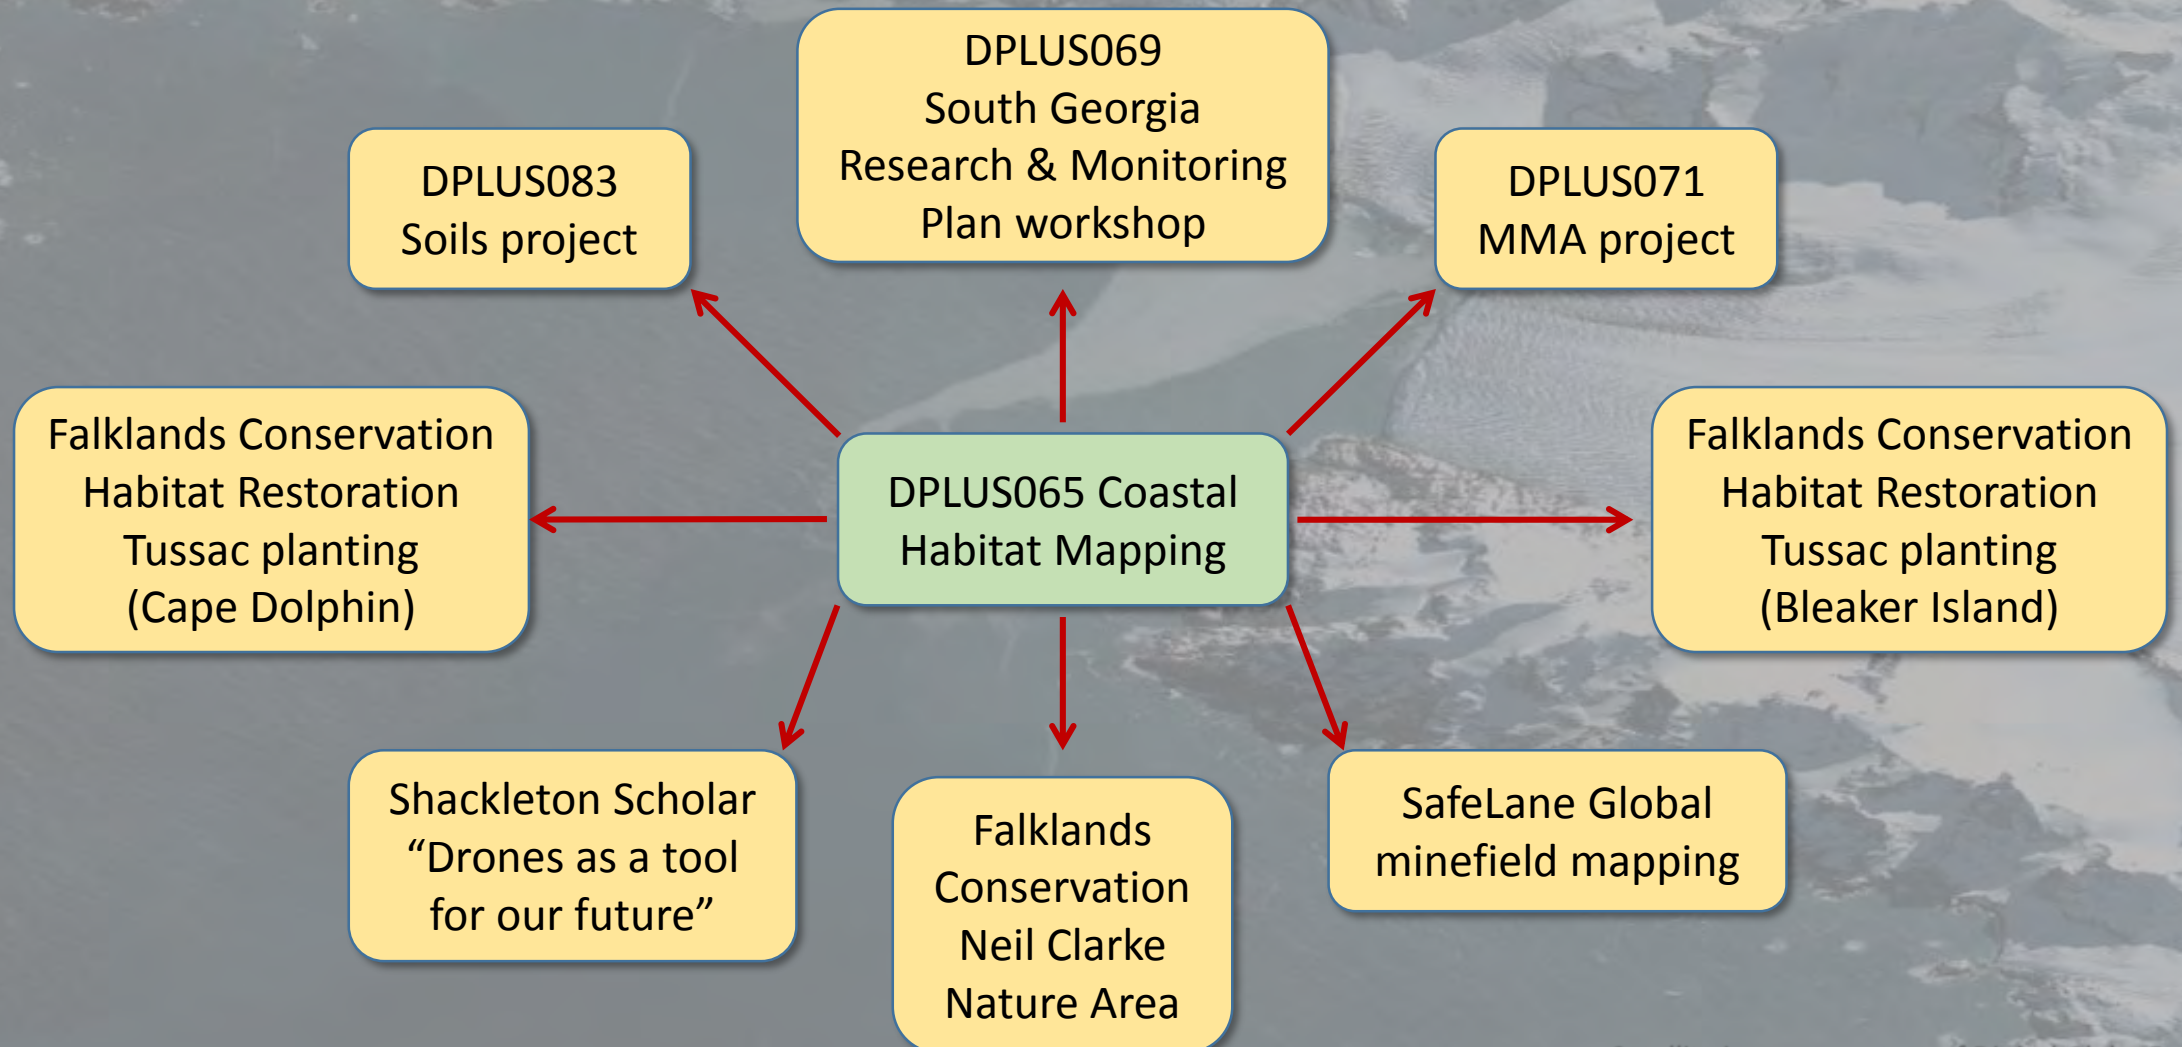 DPLUS069
South Georgia
Research & Monitoring
Plan workshop
DPLUS083
Soils project
DPLUS071
MMA project
Falklands Conservation
Habitat Restoration
Tussac planting
(Cape Dolphin)
DPLUS065 Coastal
Habitat Mapping
Falklands Conservation
Habitat Restoration
Tussac planting
(Bleaker Island)
Shackleton Scholar
“Drones as a tool
for our future”
Falklands
Conservation
Neil Clarke
Nature Area
SafeLane Global
minefield mapping